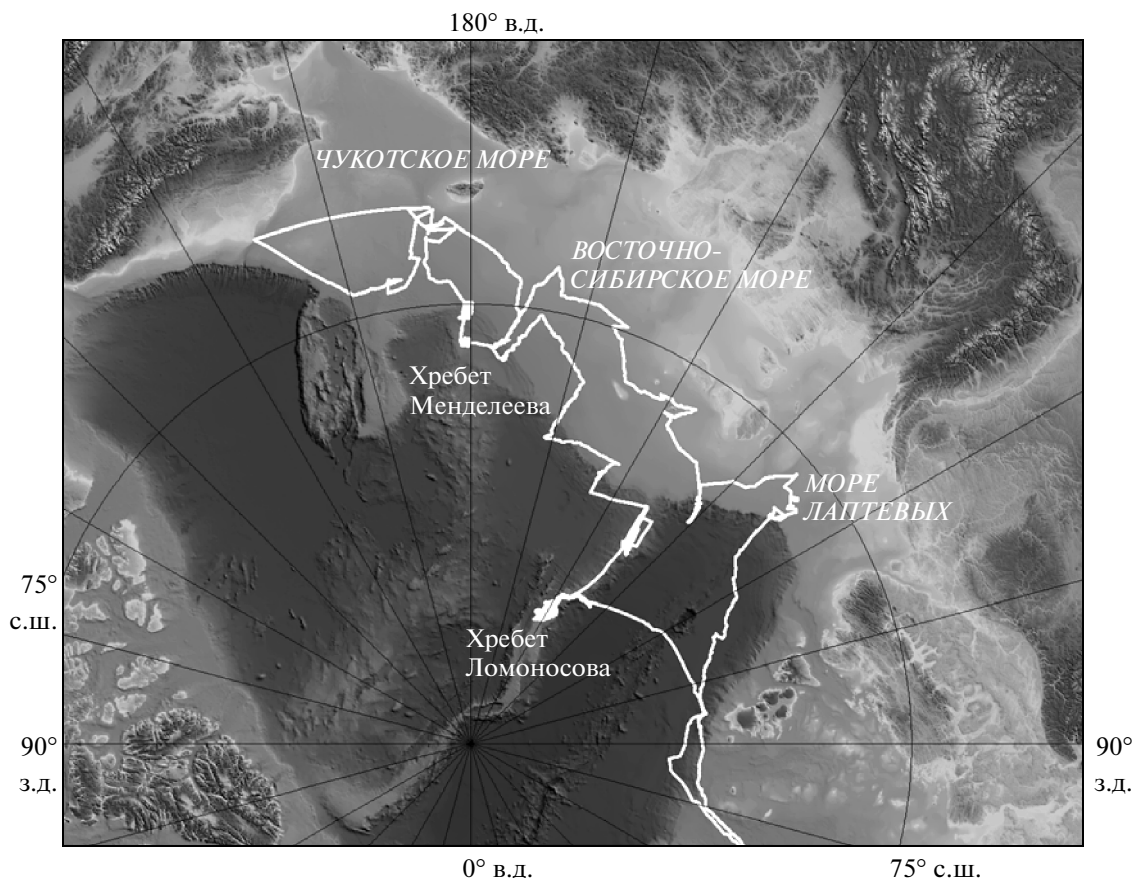 180° в.д.
ЧУКОТСКОЕ МОРЕ
ВОСТОЧНО-
СИБИРСКОЕ МОРЕ
Хребет
Менделеева
МОРЕ
ЛАПТЕВЫХ
75°
с.ш.
Хребет
Ломоносова
90°
з.д.
90°
з.д.
0° в.д.
75° с.ш.